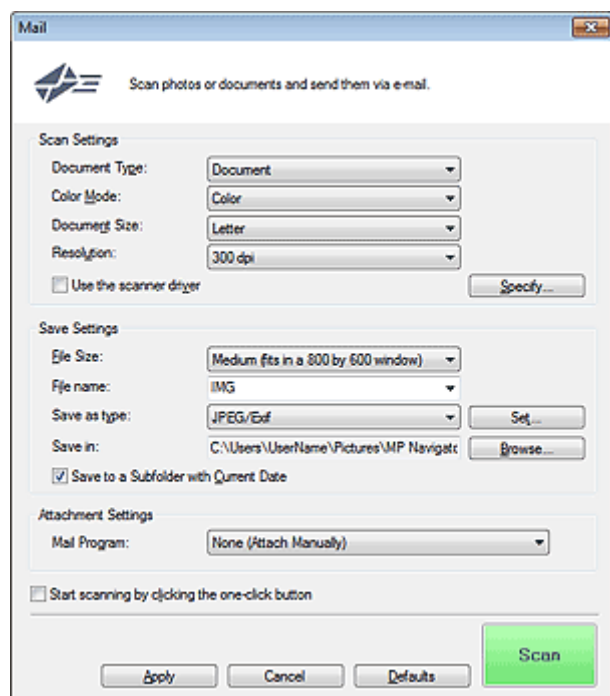 Mail
Scan photos or documents and send them via e-mail.
Scan Settings
Document Type: Document
Color Mode: Color
Document Size: Letter
Resolution: 300 dpi
Use the scanner driver Specify...
Save Settings
File Size: Medium (fits in a 800 by 600 window)
File name: IMG
Save as type: JPEG/Exif Set...
Save in: C:\Users\UserName\Pictures\MP Navigato Browse...
Save to a Subfolder with Current Date
Attachment Settings
Mail Program: None (Attach Manually)
Start scanning by clicking the one-click button
Scan
Apply Cancel Defaults